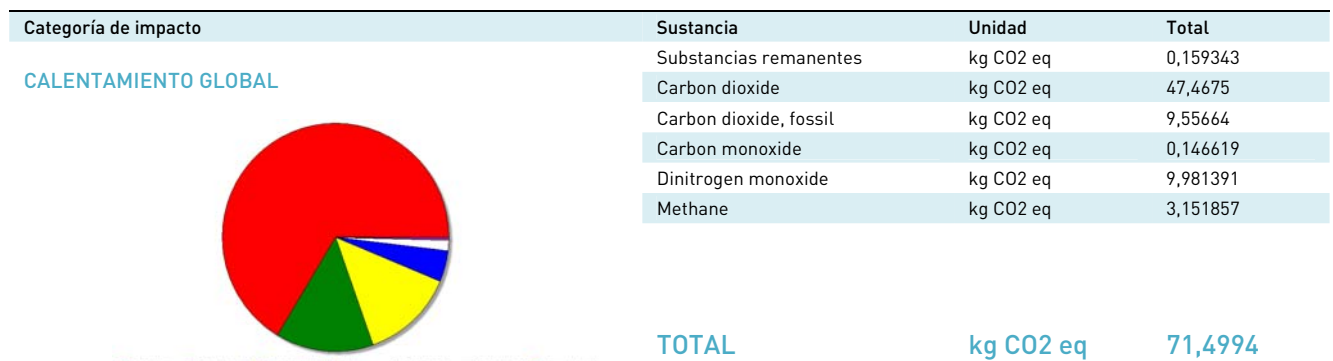 Categoría de impacto Sustancia Unidad Total
CALENTAMIENTO GLOBAL
Substancias remanentes kg CO2 eq 0,159343
Carbon dioxide kg CO2 eq 47,4675
Carbon dioxide, fossil kg CO2 eq 9,55664
Carbon monoxide kg CO2 eq 0,146619
Dinitrogen monoxide kg CO2 eq 9,981391
Methane kg CO2 eq 3,151857
TOTAL kg CO2 eq 71,4994